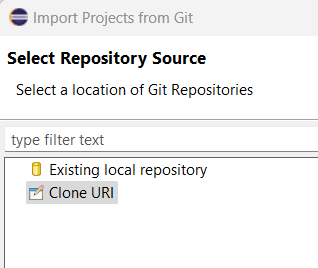 Import Projects from Git
Select Repository Source
Select a location of Git Repositories
type filter text
Existing local repository
Clone URI